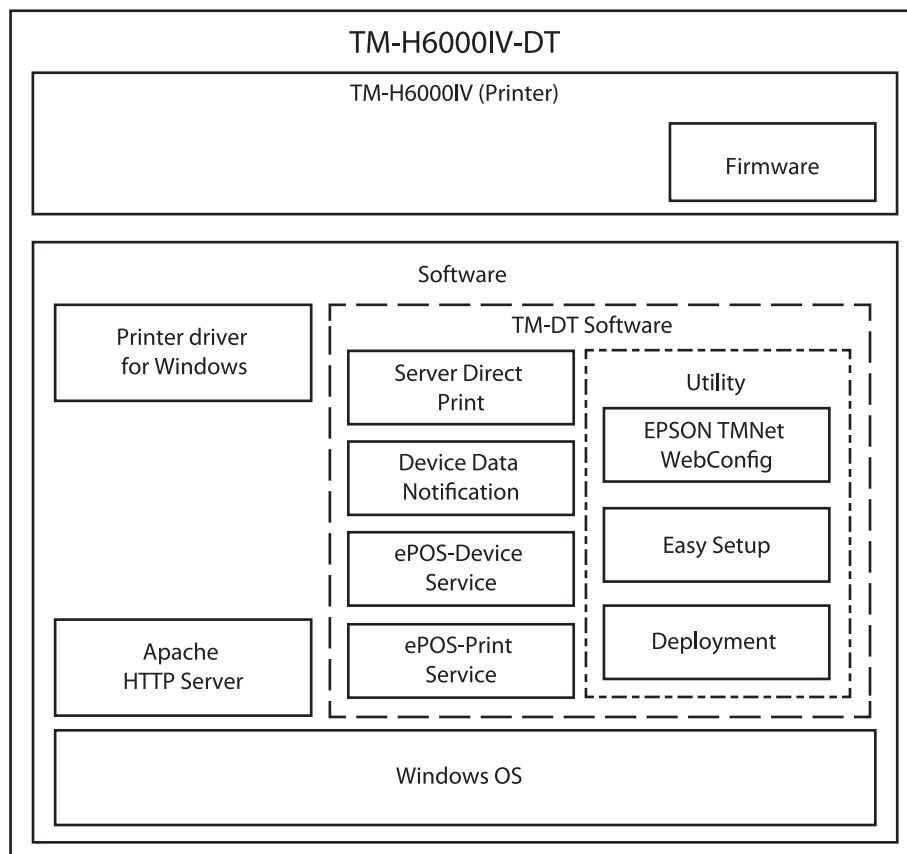 TM-H6000IV-DT
TM-H6000IV (Printer)
Firmware
Software
Printer driver
for Windows
TM-DT Software
Server Direct
Print
Device Data
Notification
ePOS-Device
Service
ePOS-Print
Service
Utility
EPSON TMNet
WebConfig
Easy Setup
Deployment
Apache
HTTP Server
Windows OS